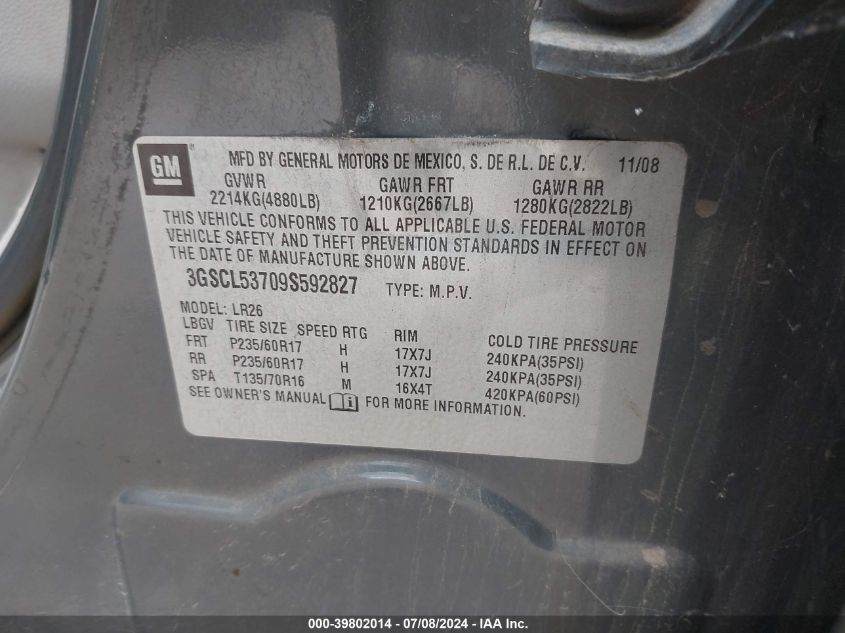 GM MFD BY GENERAL MOTORS DE MEXICO, S. DE R.L. DE C.V. 11/08
GVWR GAWR FRT GAWR RR
2214KG(4880LB) 1210KG(2667LB) 1280KG(2822LB)
THIS VEHICLE CONFORMS TO ALL APPLICABLE U.S. FEDERAL MOTOR
VEHICLE SAFETY AND THEFT PREVENTION STANDARDS IN EFFECT ON
THE DATE OF MANUFACTURE SHOWN ABOVE.
3GSCL53709S592827 TYPE: M.P.V.
MODEL: LR26
LBGV TIRE SIZE SPEED RTG RIM COLD TIRE PRESSURE
FRT P235/60R17 H 17X7J 240KPA(35PSI)
RR P235/60R17 H 17X7J 240KPA(35PSI)
SPA T135/70R16 M 16X4T 420KPA(60PSI)
SEE OWNER'S MANUAL FOR MORE INFORMATION.
000-39802014 - 07/08/2024 - IAA Inc.